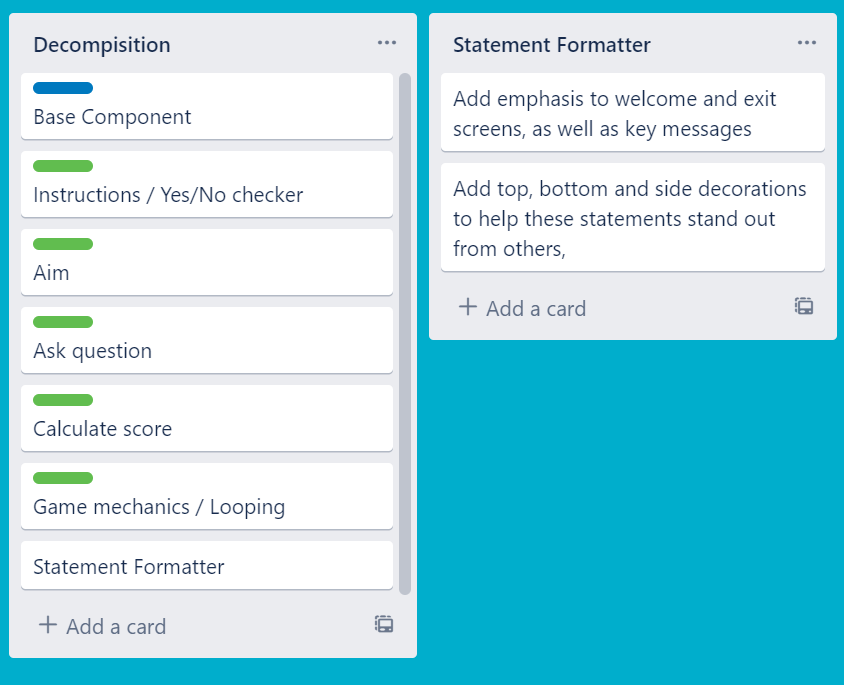 Decompisition
Base Component
Instructions / Yes/No checker
Aim
Ask question
Calculate score
Game mechanics / Looping
Statement Formatter
Add a card
Statement Formatter
Add emphasis to welcome and exit
screens, as well as key messages
Add top, bottom and side decorations
to help these statements stand out
from others,
Add a card